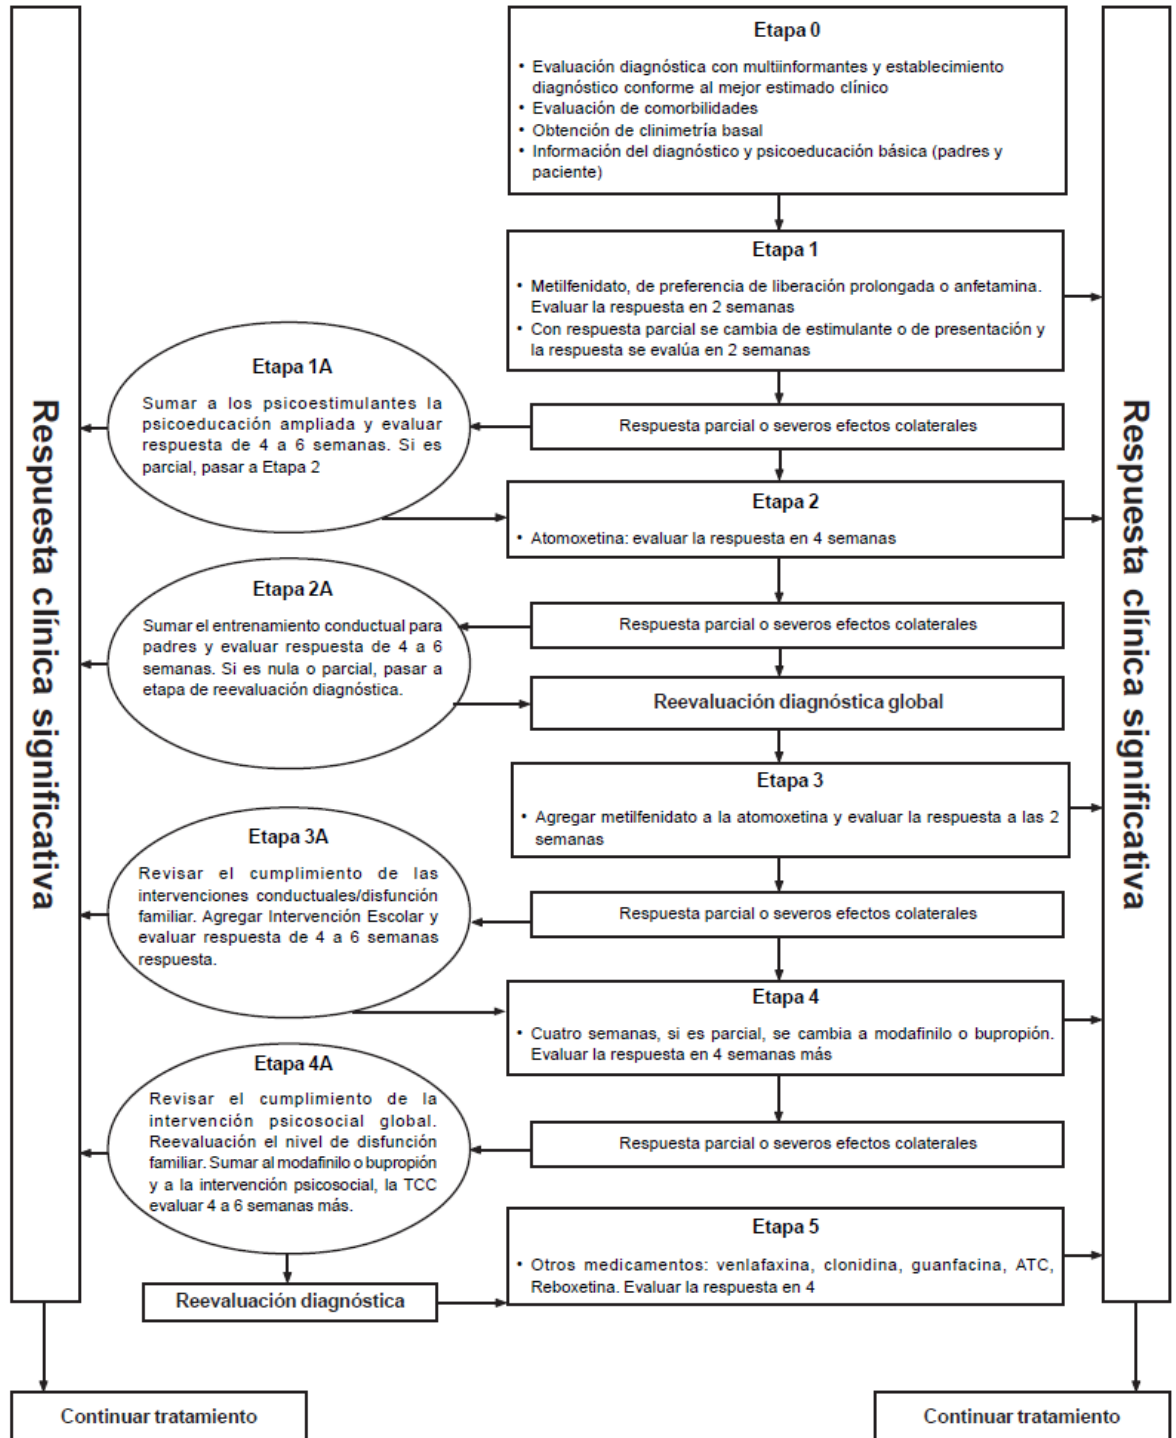 Etapa 0
• Evaluación diagnóstica con multiinformantes y establecimiento
diagnóstico conforme al mejor estimado clínico
• Evaluación de comorbilidades
• Obtención de clinimetría basal
• Información del diagnóstico y psicoeducación básica (padres y
paciente)
Etapa 1
• Metilfenidato, de preferencia de liberación prolongada o anfetamina.
Evaluar la respuesta en 2 semanas
• Con respuesta parcial se cambia de estimulante o de presentación y
la respuesta se evalúa en 2 semanas
Etapa 1A
Sumar a los psicoestimulantes la
psicoeducación ampliada y evaluar
respuesta de 4 a 6 semanas. Si es
parcial, pasar a Etapa 2
Respuesta parcial o severos efectos colaterales
Etapa 2
• Atomoxetina: evaluar la respuesta en 4 semanas
Etapa 2A
Sumar el entrenamiento conductual para
padres y evaluar respuesta de 4 a 6
semanas. Si es nula o parcial, pasar a
etapa de reevaluación diagnóstica.
Respuesta parcial o severos efectos colaterales
Reevaluación diagnóstica global
Etapa 3
• Agregar metilfenidato a la atomoxetina y evaluar la respuesta a las 2
semanas
Etapa 3A
Revisar el cumplimiento de las
intervenciones conductuales/disfunción
familiar. Agregar Intervención Escolar y
evaluar respuesta de 4 a 6 semanas
respuesta.
Respuesta parcial o severos efectos colaterales
Etapa 4
• Cuatro semanas, si es parcial, se cambia a modafinilo o bupropión.
Evaluar la respuesta en 4 semanas más
Etapa 4A
Revisar el cumplimiento de la
intervención psicosocial global.
Reevaluación el nivel de disfunción
familiar. Sumar al modafinilo o bupropión
y a la intervención psicosocial, la TCC
evaluar 4 a 6 semanas más.
Respuesta parcial o severos efectos colaterales
Etapa 5
• Otros medicamentos: venlafaxina, clonidina, guanfacina, ATC,
Reboxetina. Evaluar la respuesta en 4
Reevaluación diagnóstica
Respuesta clínica significativa
Respuesta clínica significativa
Continuar tratamiento
Continuar tratamiento